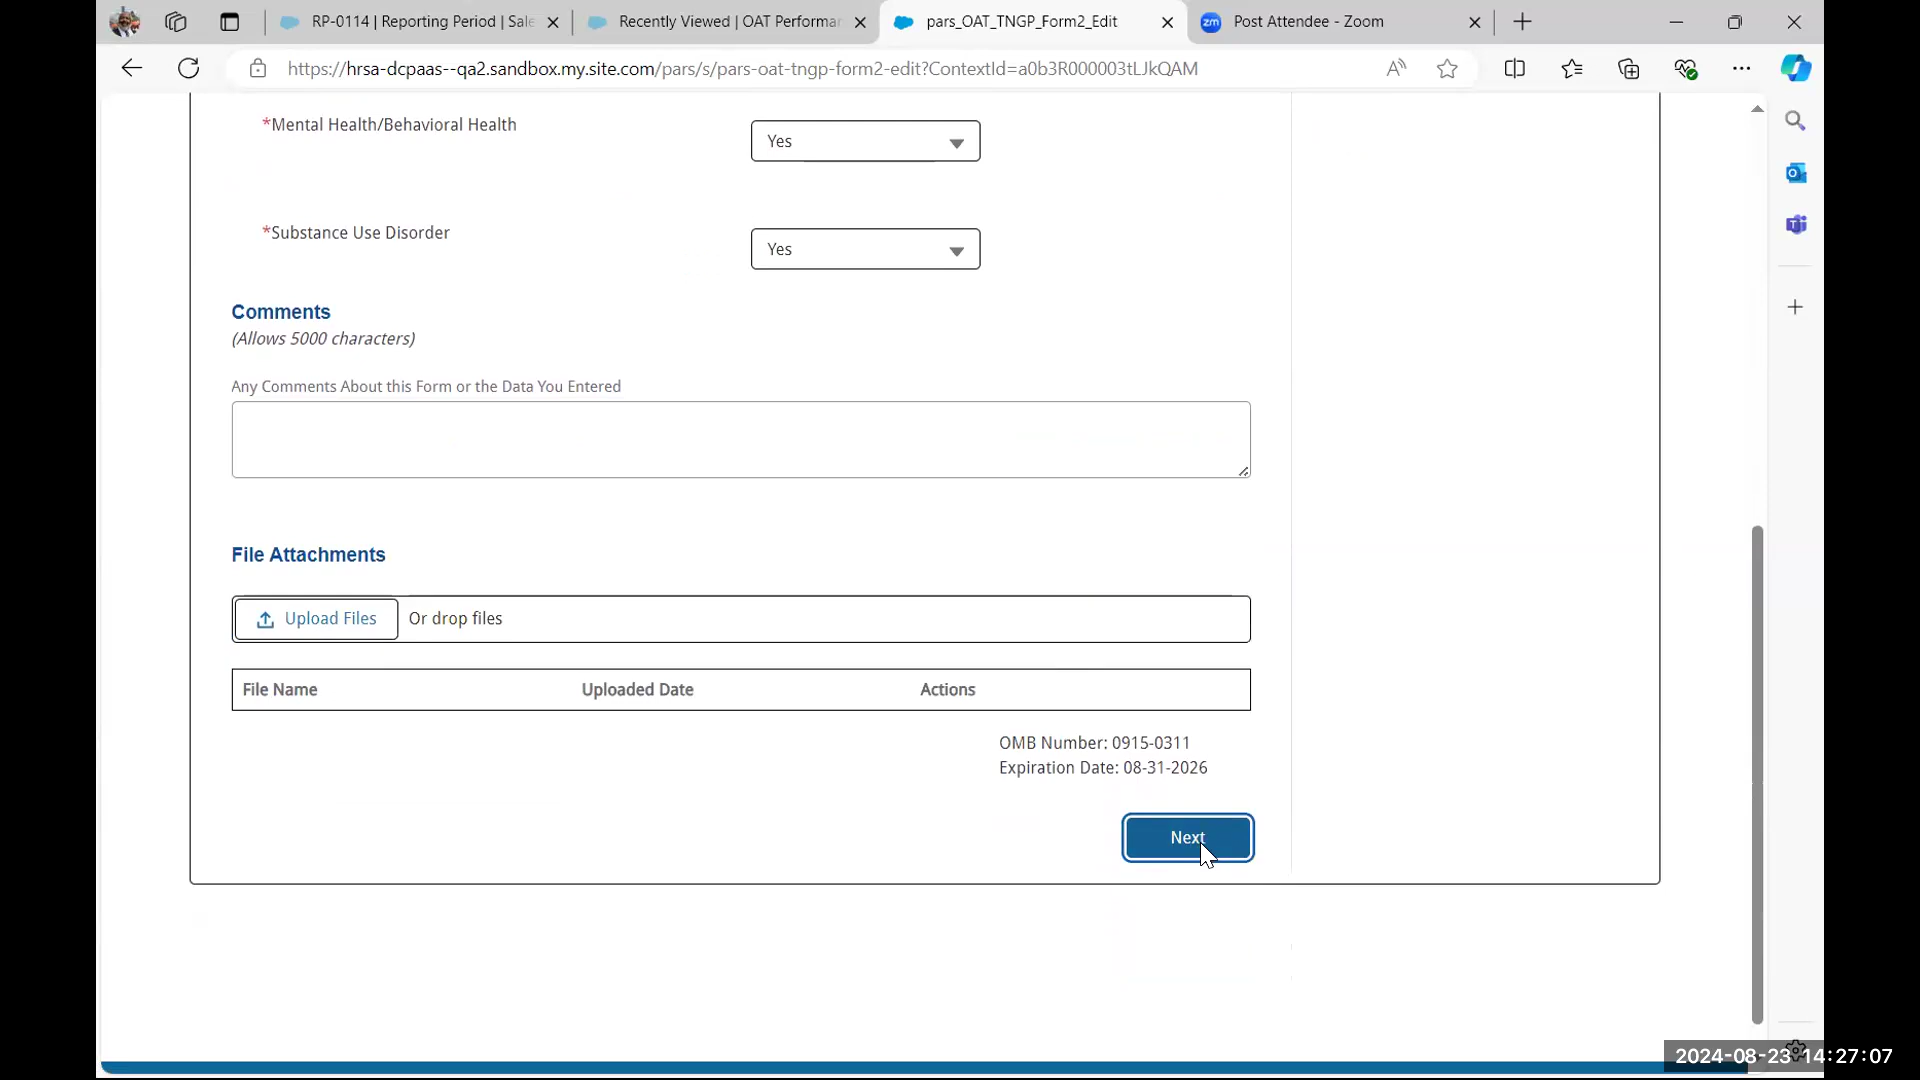 RP-0114 | Reporting Period | Sale
Recently Viewed | OAT Performan
pars_OAT_TNGP_Form2_Edit
zm
Post Attendee - Zoom
https://hrsa-dcpaas--qa2.sandbox.my.site.com/pars/s/pars-oat-tngp-form2-edit?ContextId=a0b3R000003tLJkQAM
*Mental Health/Behavioral Health
Yes
*Substance Use Disorder
Yes
Comments
(Allows 5000 characters)
Any Comments About this Form or the Data You Entered
File Attachments
Upload Files
Or drop files
File Name
Uploaded Date
Actions
OMB Number: 0915-0311
Expiration Date: 08-31-2026
Next
2024-08-23 14:27:07